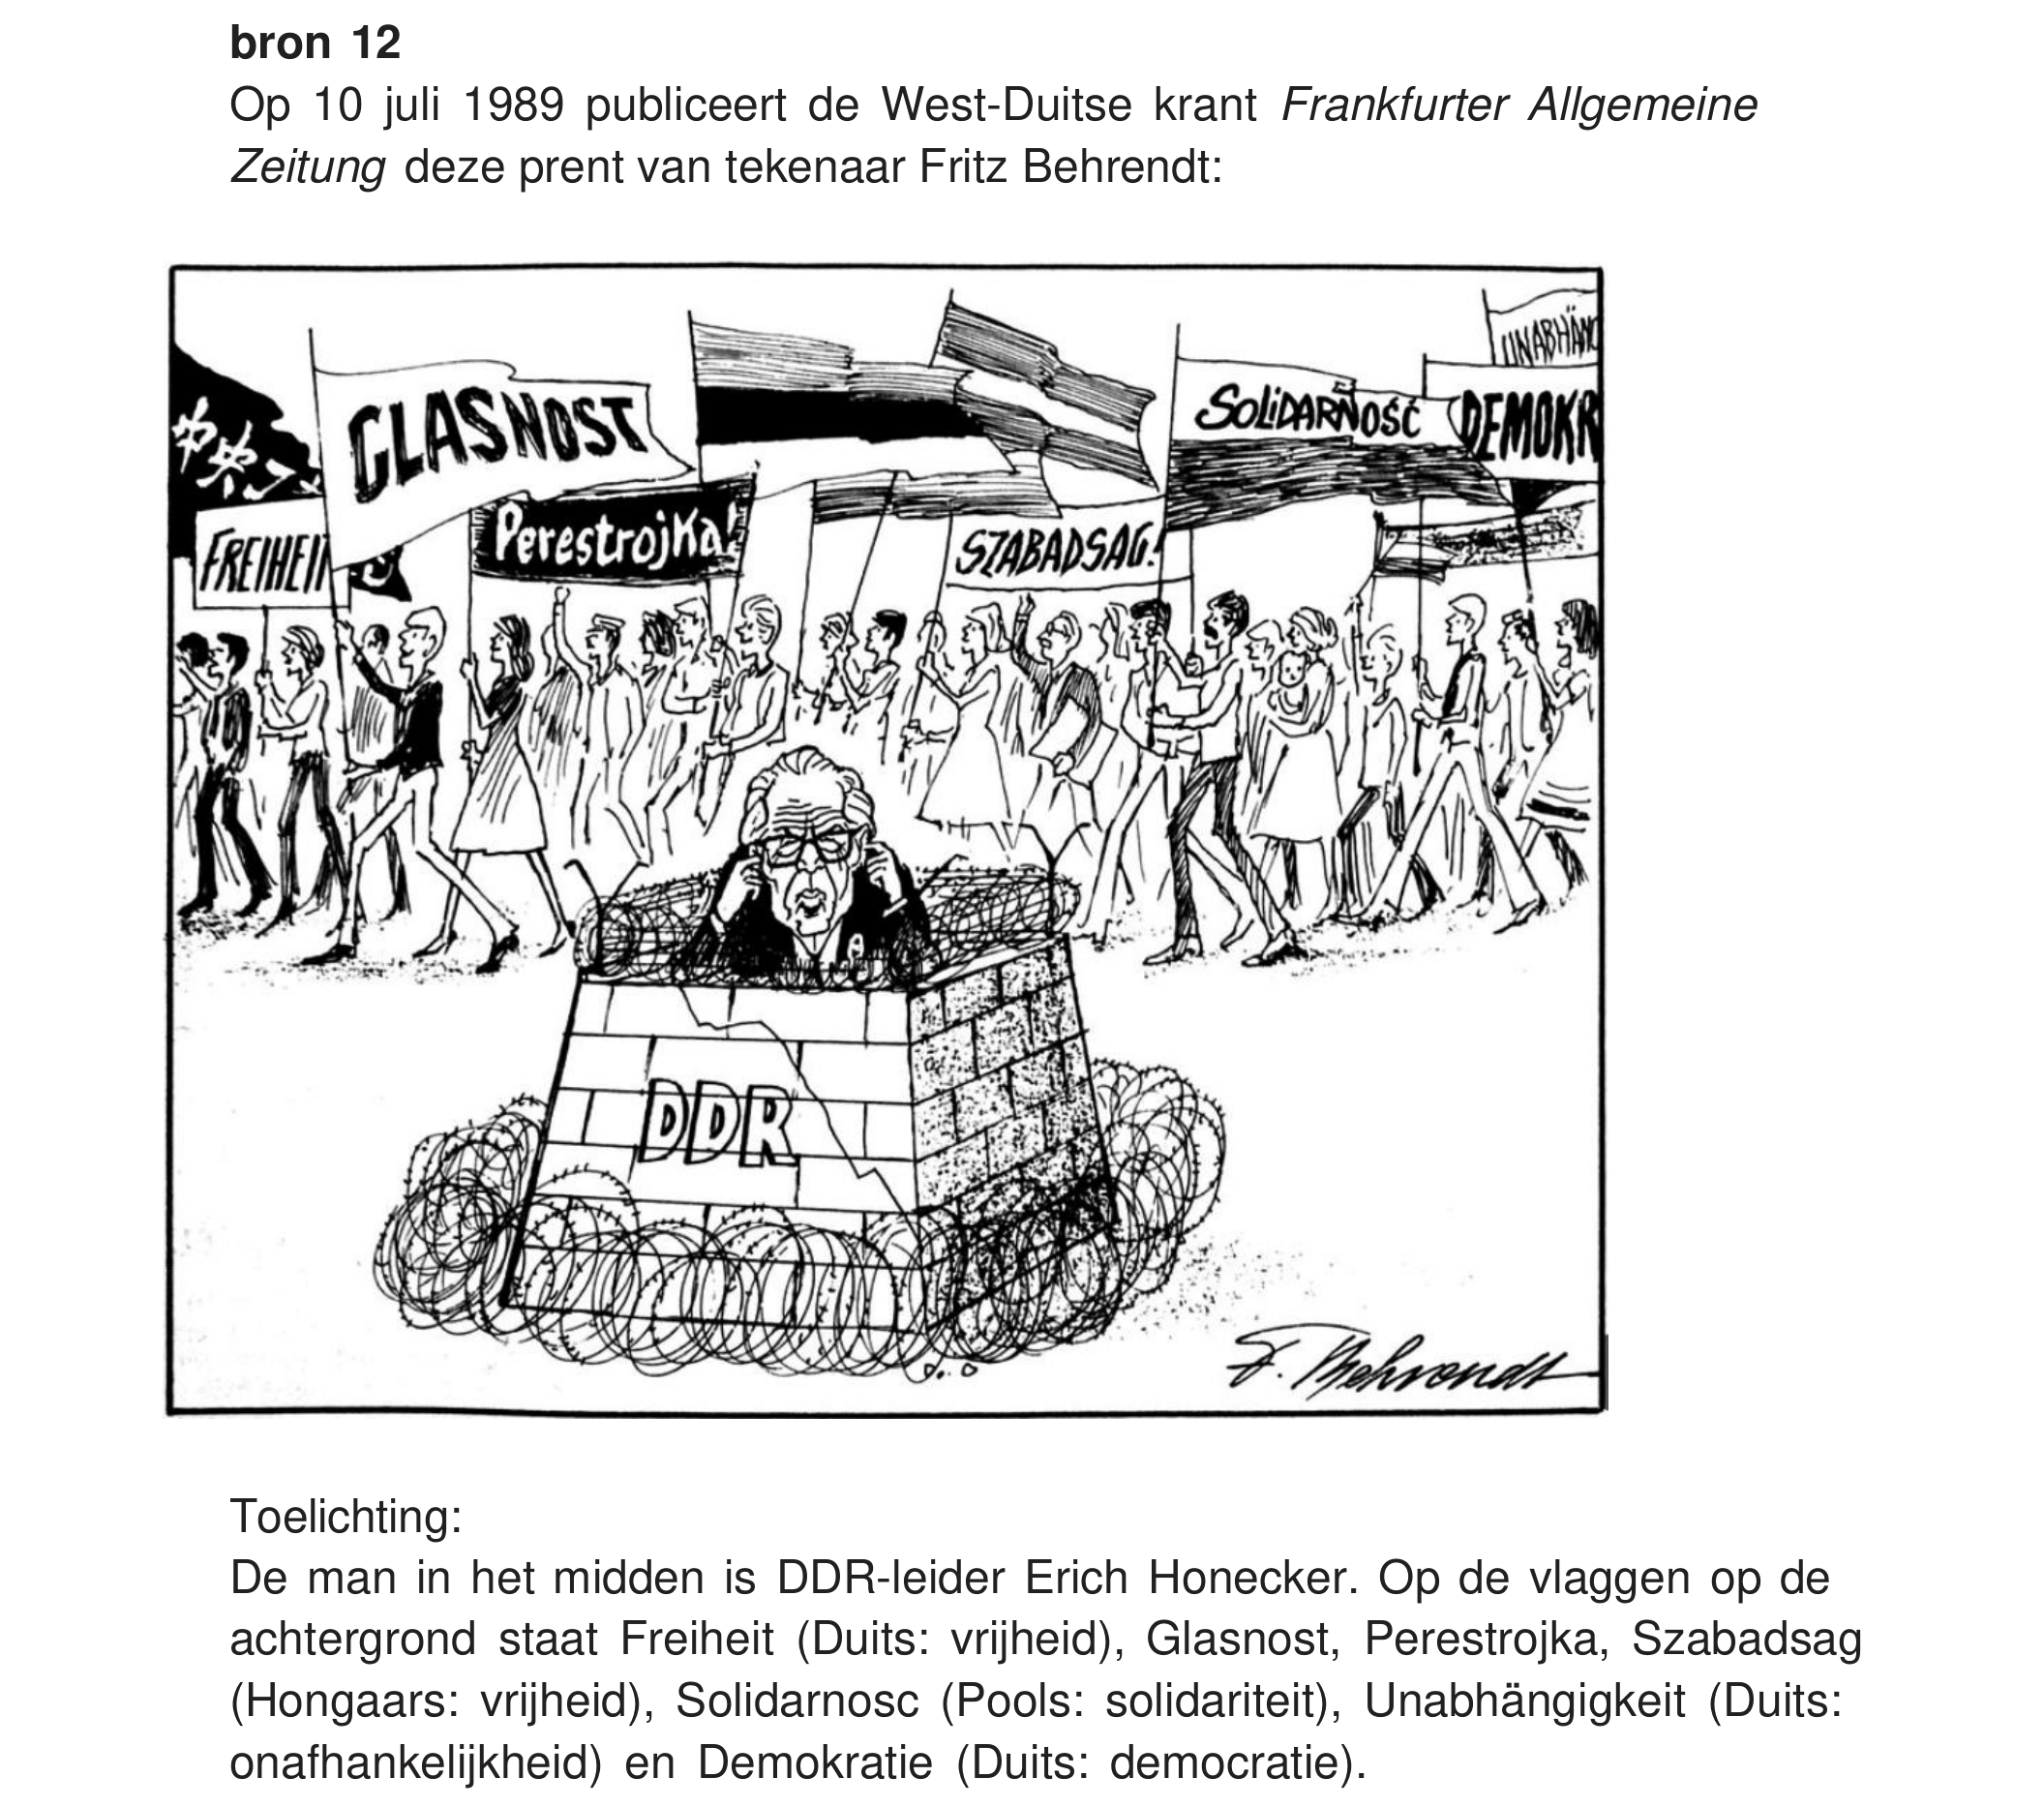 bron 12
Op 10 juli 1989 publiceert de West-Duitse krant Frankfurter Allgemeine
Zeitung deze prent van tekenaar Fritz Behrendt:
UNABHÄN
GLASNOST
SOLIDARNOŚĆ
DEMOKR
FREIHEIT
Perestrojka!
SZABADSAG!
DDR
F. Behrendt
Toelichting:
De man in het midden is DDR-leider Erich Honecker. Op de vlaggen op de
achtergrond staat Freiheit (Duits: vrijheid), Glasnost, Perestrojka, Szabadsag
(Hongaars: vrijheid), Solidarnosc (Pools: solidariteit), Unabhängigkeit (Duits:
onafhankelijkheid) en Demokratie (Duits: democratie).